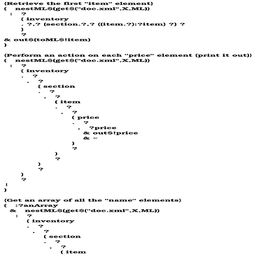 {Retrieve the first "item" element}
(  nestML$(get$("doc.xml",X,ML))
 :  ?
    ( inventory
    . ?,? (section.?,? ((item.?):?item) ?) ?
    )
    ?
& out$(toML$!item)
)
{Perform an action on each "price" element (print it out)}
(  nestML$(get$("doc.xml",X,ML))
 :  ?
    ( inventory
    .  ?
    ,  ?
       ( section
       .  ?
       ,  ?
          ( item
          .  ?
          ,  ?
             ( price
             .  ?
             ,  ?price
             & out$!price
             & ~
             )
             ?
          )
          ?
       )
       ?
    )
    ?
|
)
{Get an array of all the "name" elements}
(  :?anArray
 &  nestML$(get$("doc.xml",X,ML))
 :  ?
    ( inventory
    .  ?
    ,  ?
       ( section
       .  ?
       ,  ?
          ( item